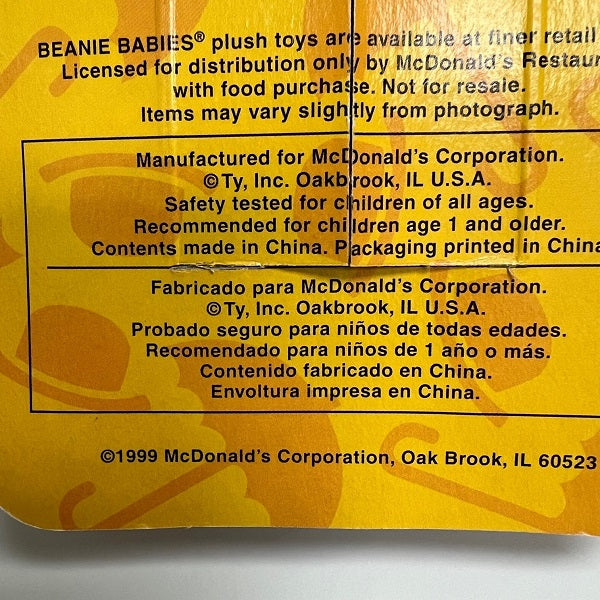 BEANIE BABIES® plush toys are available at finer retail
Licensed for distribution only by McDonald's
with food purchase. Not for resale.
Items may vary slightly from photograph.
Manufactured for McDonald's Corporation.
© Ty, Inc. Oakbrook, IL U.S.A.
Safety tested for children of all ages.
Recommended for children age 1 and older.
Contents made in China. Packaging printed in China
Fabricado para McDonald's Corporation.
© Ty, Inc. Oakbrook, IL U.S.A.
Probado seguro para niños de todas edades.
Recomendado para niños de 1 año o más.
Contenido fabricado en China.
Envoltura impresa en China.
©1999 McDonald's Corporation, Oak Brook, IL 60523